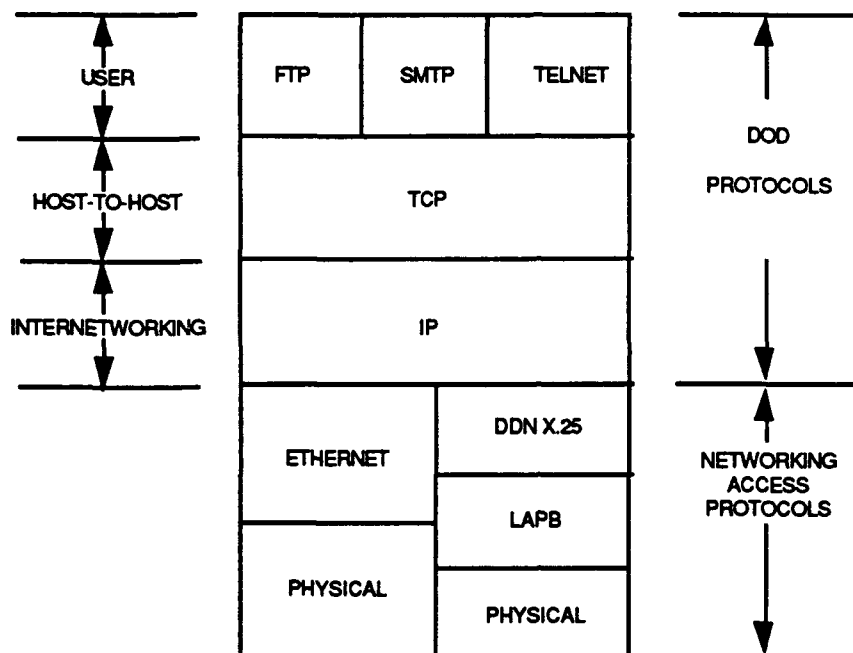 FTP SMTP TELNET
USER
DOD
PROTOCOLS
HOST-TO-HOST
TCP
INTERNETWORKING
IP
DDN X.25
ETHERNET
NETWORKING
ACCESS
PROTOCOLS
LAPB
PHYSICAL
PHYSICAL